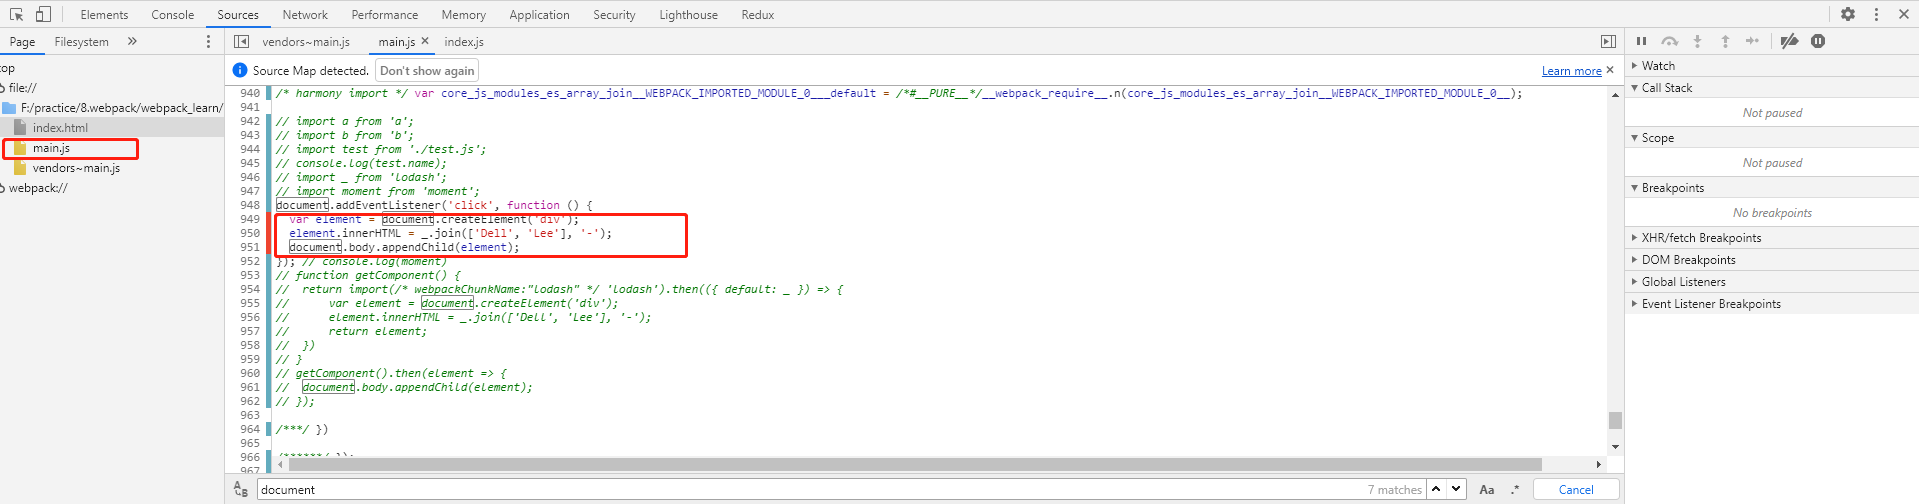 Elements Console Sources Network Performance Memory Application Security Lighthouse Redux
Page Filesystem
vendors~main.js main.js index.js
Source Map detected. Don't show again Learn more
top
file://
F:/practice/8.webpack/webpack_learn/
index.html
main.js
vendors~main.js
webpack://
940 /* harmony import */ var core_js_modules_es_array_join__WEBPACK_IMPORTED_MODULE_0___default = /*#__PURE__*/__webpack_require__.n(core_js_modules_es_array_join__WEBPACK_IMPORTED_MODULE_0__);
941
942 // import a from 'a';
943 // import b from 'b';
944 // import test from './test.js';
945 // console.log(test.name);
946 // import _ from 'lodash';
947 // import moment from 'moment';
948 document.addEventListener('click', function () {
949 var element = document.createElement('div');
950 element.innerHTML = _.join(['Dell', 'Lee'], '-');
951 document.body.appendChild(element);
952 }); // console.log(moment)
953 // function getComponent() {
954 // return import(/* webpackChunkName:"lodash" */ 'lodash').then(({ default: _ }) => {
955 // var element = document.createElement('div');
956 // element.innerHTML = _.join(['Dell', 'Lee'], '-');
957 // return element;
958 // })
959 // }
960 // getComponent().then(element => {
961 // document.body.appendChild(element);
962 // });
963
964 /***/ })
965
966 /******/ });
967
document 7 matches Aa .* Cancel
Watch
Call Stack
Not paused
Scope
Not paused
Breakpoints
No breakpoints
XHR/fetch Breakpoints
DOM Breakpoints
Global Listeners
Event Listener Breakpoints